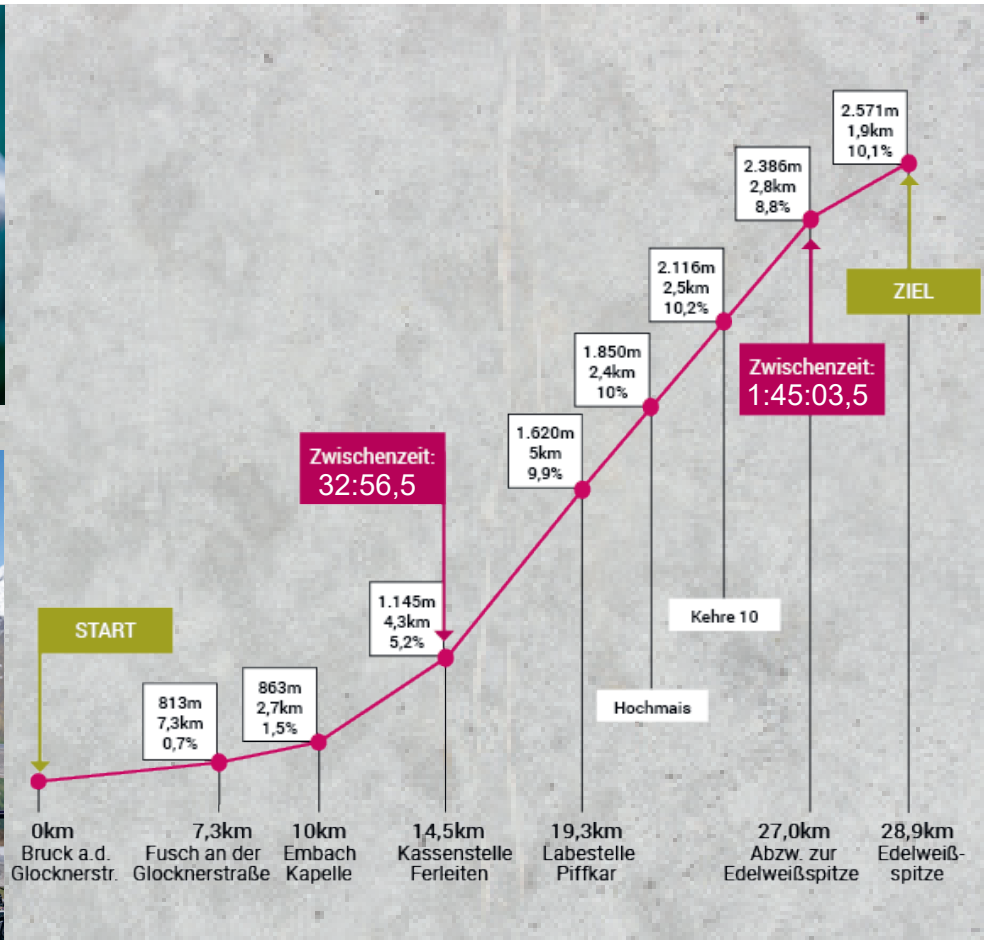 2.571m
1,9km
10,1%
2.386m
2,8km
8,8%
2.116m
2,5km
10,2%
ZIEL
1.850m
2,4km
10%
Zwischenzeit:
1:45:03,5
1.620m
5km
9,9%
Zwischenzeit:
32:56,5
1.145m
4,3km
5,2%
START
Kehre 10
863m
2,7km
1,5%
813m
7,3km
0,7%
Hochmais
0km
Bruck a.d.
Glocknerstr.
7,3km
Fusch an der
Glocknerstraße
10km
Embach
Kapelle
14,5km
Kassenstelle
Ferleiten
19,3km
Labestelle
Piffkar
27,0km
Abzw. zur
Edelweißspitze
28,9km
Edelweiß-
spitze